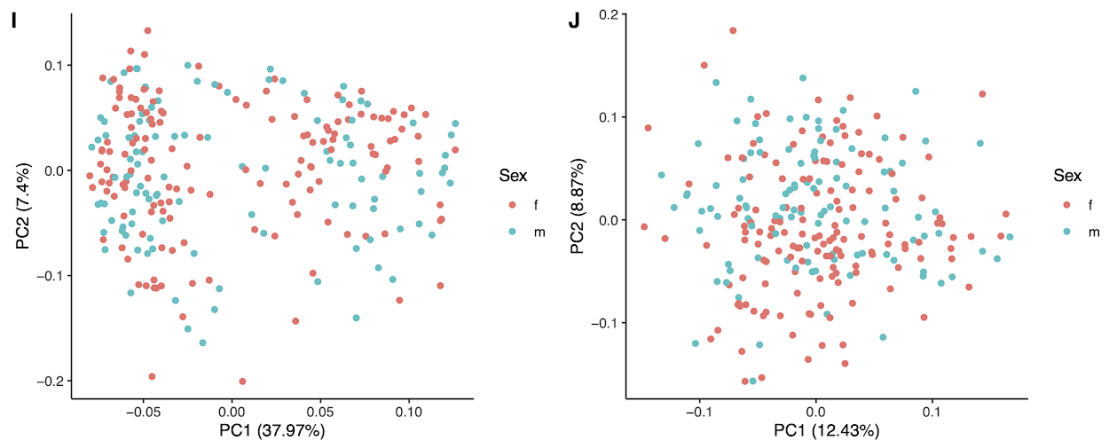 I
0.1
0.0
−0.1
−0.2
PC2 (7.4%)
−0.05
0.00
0.05
0.10
PC1 (37.97%)
Sex
f
m
J
0.2
0.1
0.0
−0.1
PC2 (8.87%)
−0.1
0.0
0.1
PC1 (12.43%)
Sex
f
m